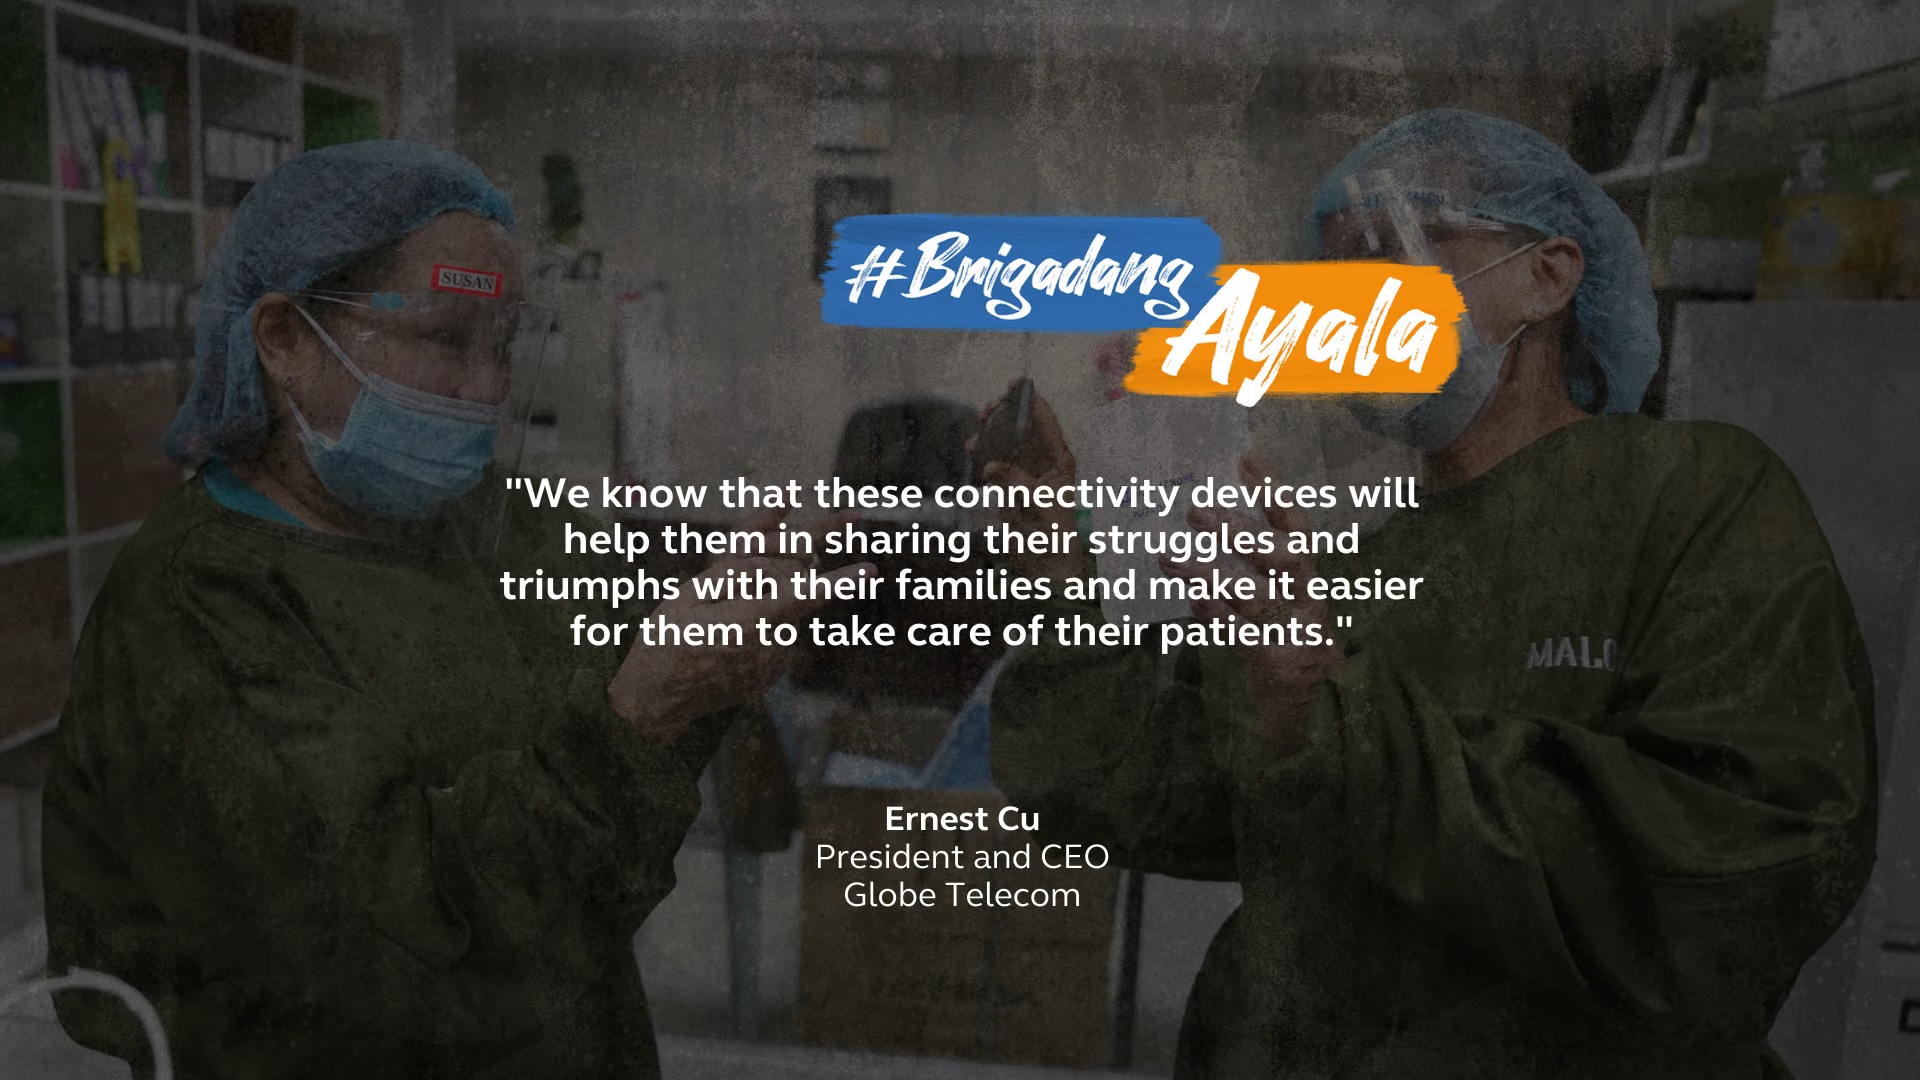 #Brigadang
Ayala
SUSAN
"We know that these connectivity devices will
help them in sharing their struggles and
triumphs with their families and make it easier
for them to take care of their patients."
MALO
Ernest Cu
President and CEO
Globe Telecom